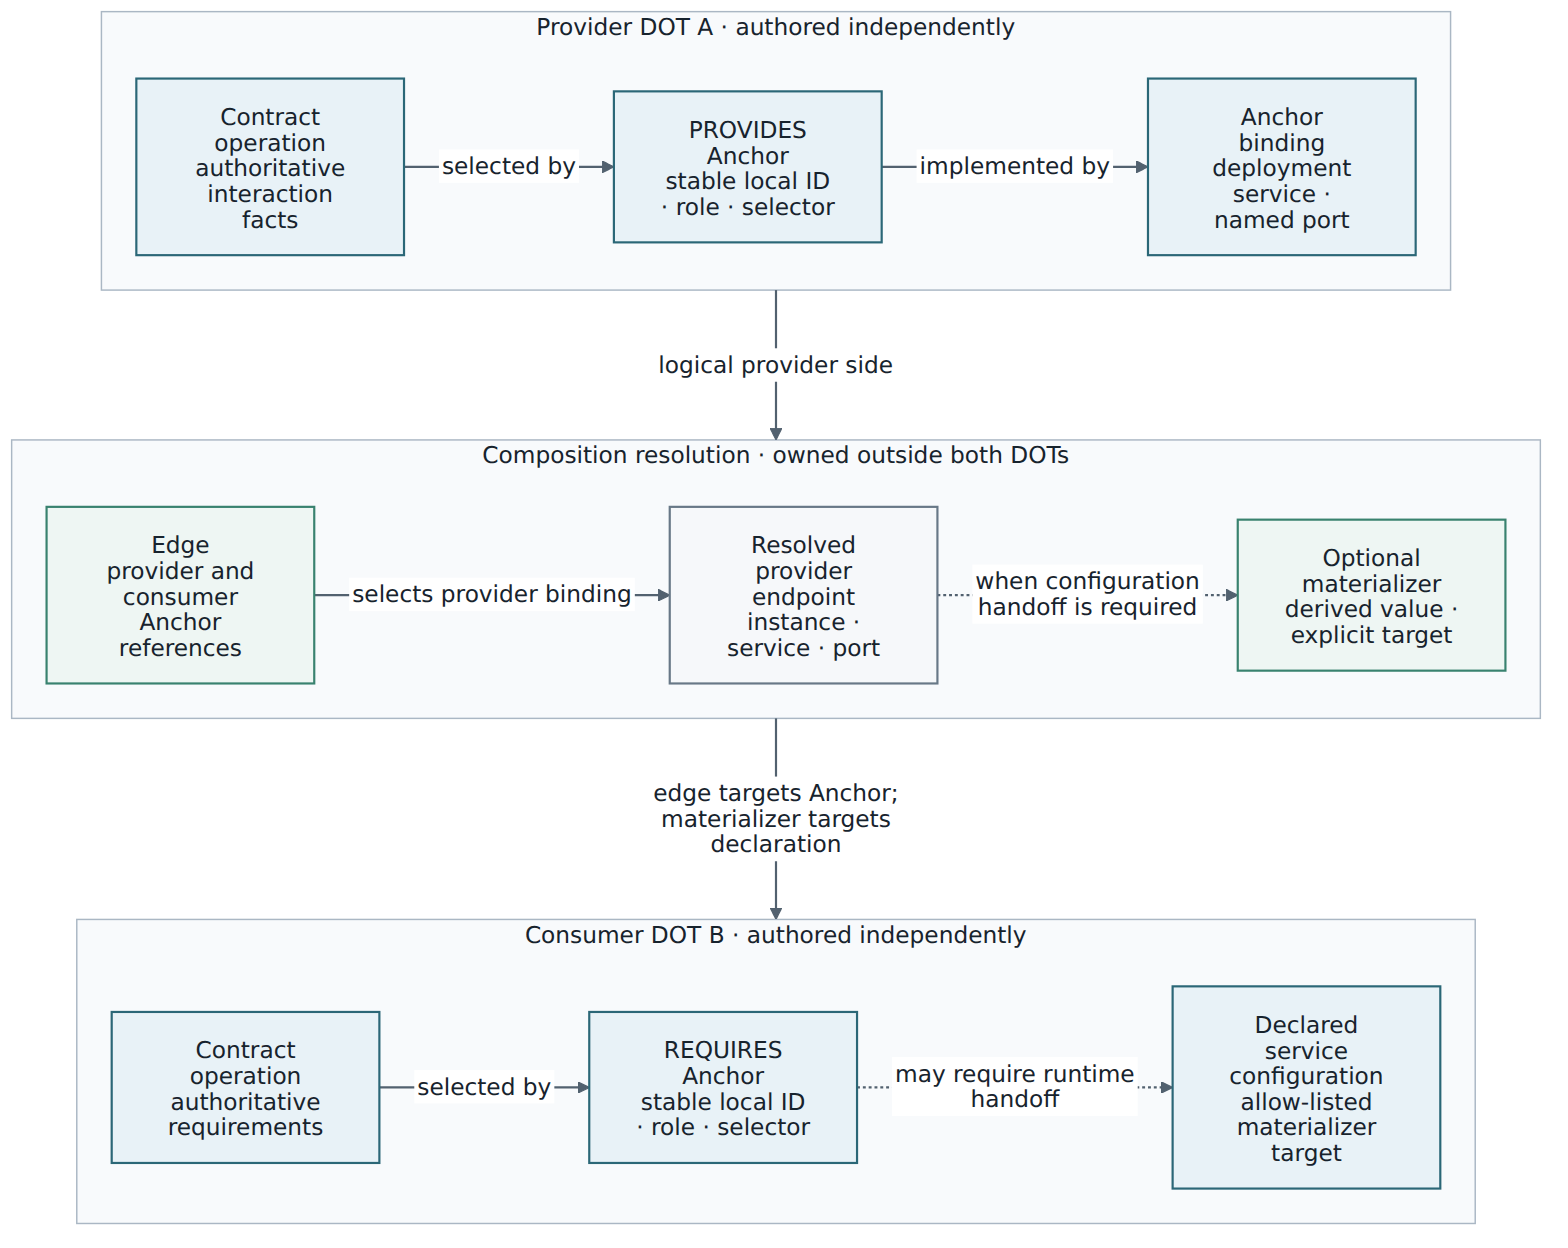 Provider DOT A · authored independently
Contract
operation
authoritative
interaction
facts
selected by
PROVIDES
Anchor
stable local ID
· role · selector
implemented by
Anchor
binding
deployment
service ·
named port
logical provider side
Composition resolution · owned outside both DOTs
Edge
provider and
consumer
Anchor
references
selects provider binding
Resolved
provider
endpoint
instance ·
service · port
when configuration
handoff is required
Optional
materializer
derived value ·
explicit target
edge targets Anchor;
materializer targets
declaration
Consumer DOT B · authored independently
Contract
operation
authoritative
requirements
selected by
REQUIRES
Anchor
stable local ID
· role · selector
may require runtime
handoff
Declared
service
configuration
allow-listed
materializer
target